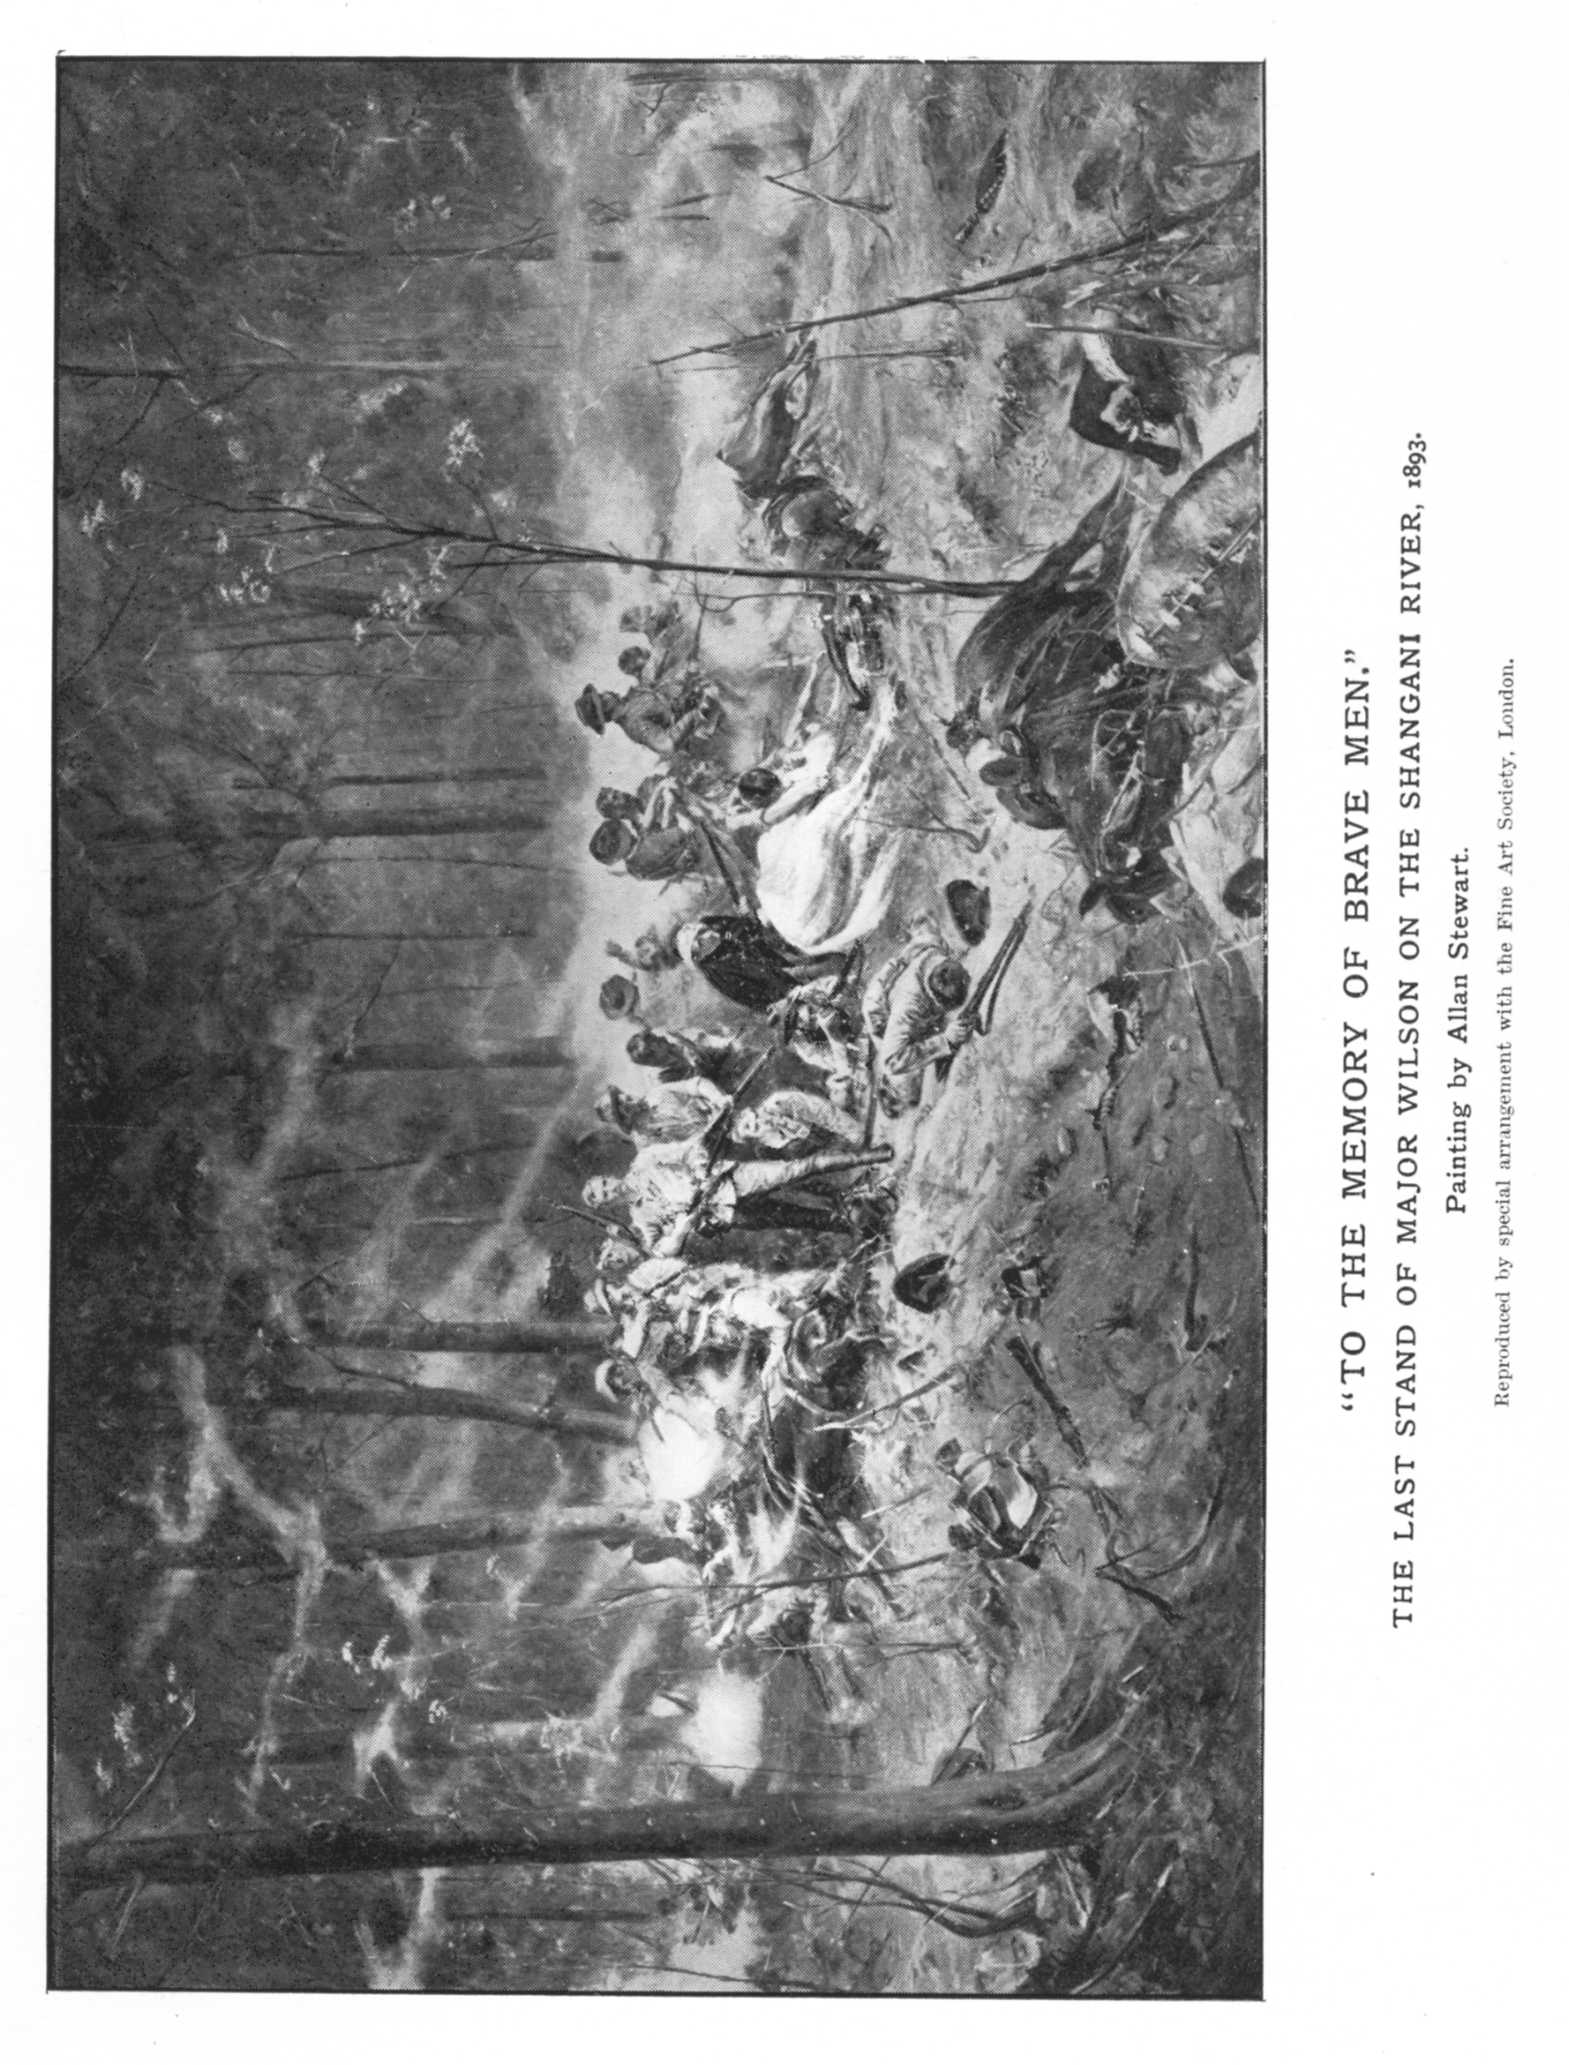 “TO THE MEMORY OF BRAVE MEN.”
THE LAST STAND OF MAJOR WILSON ON THE SHANGANI RIVER, 1893.
Painting by Allan Stewart.
Reproduced by special arrangement with the Fine Art Society, London.